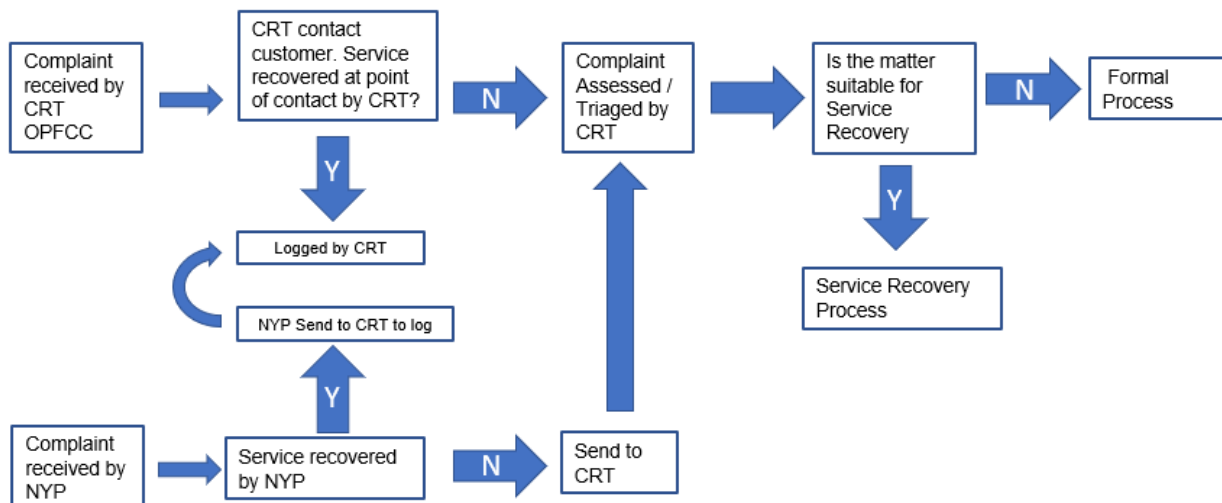 Complaint
received by
CRT
OPFCC
CRT contact
customer. Service
recovered at point
of contact by CRT?
N
Complaint
Assessed /
Triaged by
CRT
Is the matter
suitable for
Service
Recovery
N
Formal
Process
Y
Logged by CRT
NYP Send to CRT to log
Y
Service Recovery
Process
Y
Complaint
received by
NYP
Service recovered
by NYP
N
Send to
CRT